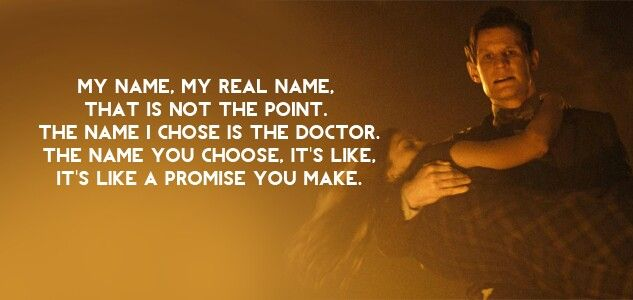 MY NAME, MY REAL NAME,
THAT IS NOT THE POINT.
THE NAME I CHOSE IS THE DOCTOR.
THE NAME YOU CHOOSE, IT'S LIKE,
IT'S LIKE A PROMISE YOU MAKE.